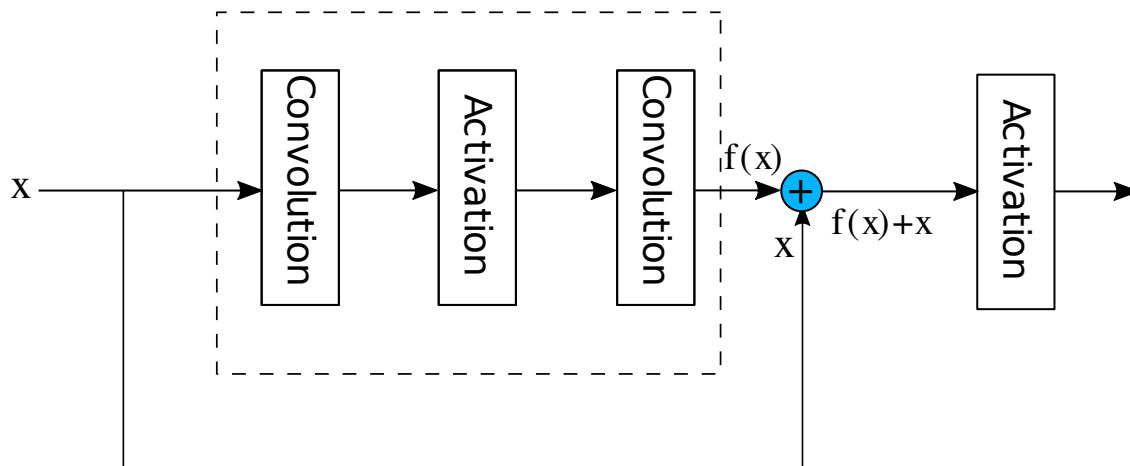 x
Convolution
Activation
Convolution
f(x)
+
x
f(x)+x
Activation